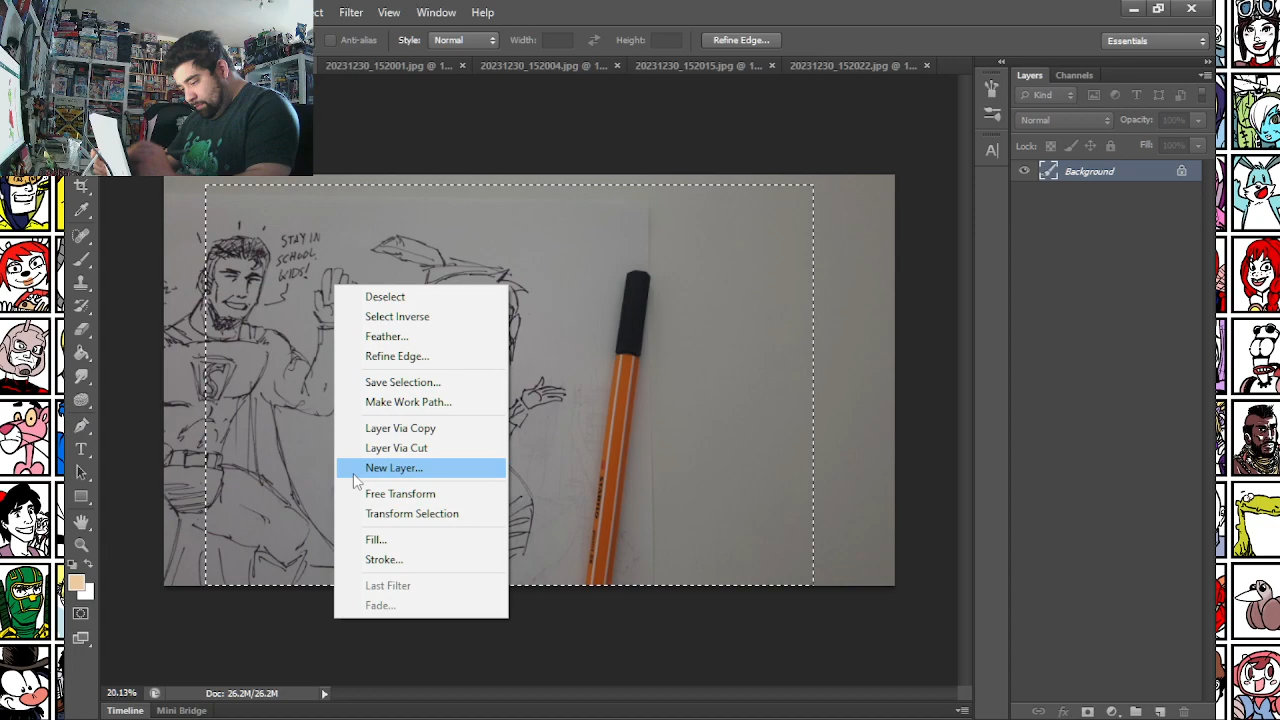 ct Filter View Window Help
Anti-alias Style: Normal Width: Height: Refine Edge... Essentials
20231230_152001.jpg @ 1... × 20231230_152004.jpg @ 1... × 20231230_152015.jpg @ 1... × 20231230_152022.jpg @ 1... ×
Layers Channels
Kind
Normal Opacity: 100%
Lock: Fill: 100%
Background
STAY IN
SCHOOL,
KIDS!
Deselect
Select Inverse
Feather...
Refine Edge...
Save Selection...
Make Work Path...
Layer Via Copy
Layer Via Cut
New Layer...
Free Transform
Transform Selection
Fill...
Stroke...
Last Filter
Fade...
20.13% Doc: 26.2M/26.2M
Timeline Mini Bridge